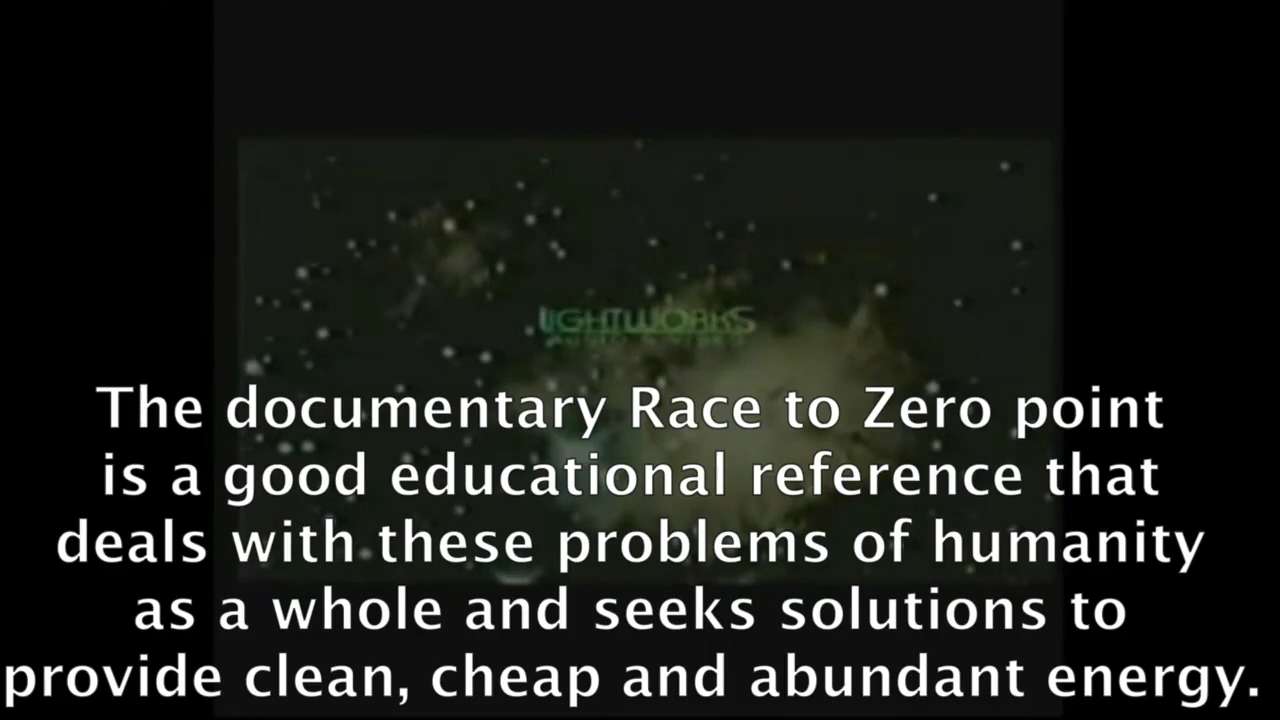 LIGHTWORKS
The documentary Race to Zero point
is a good educational reference that
deals with these problems of humanity
as a whole and seeks solutions to
provide clean, cheap and abundant energy.